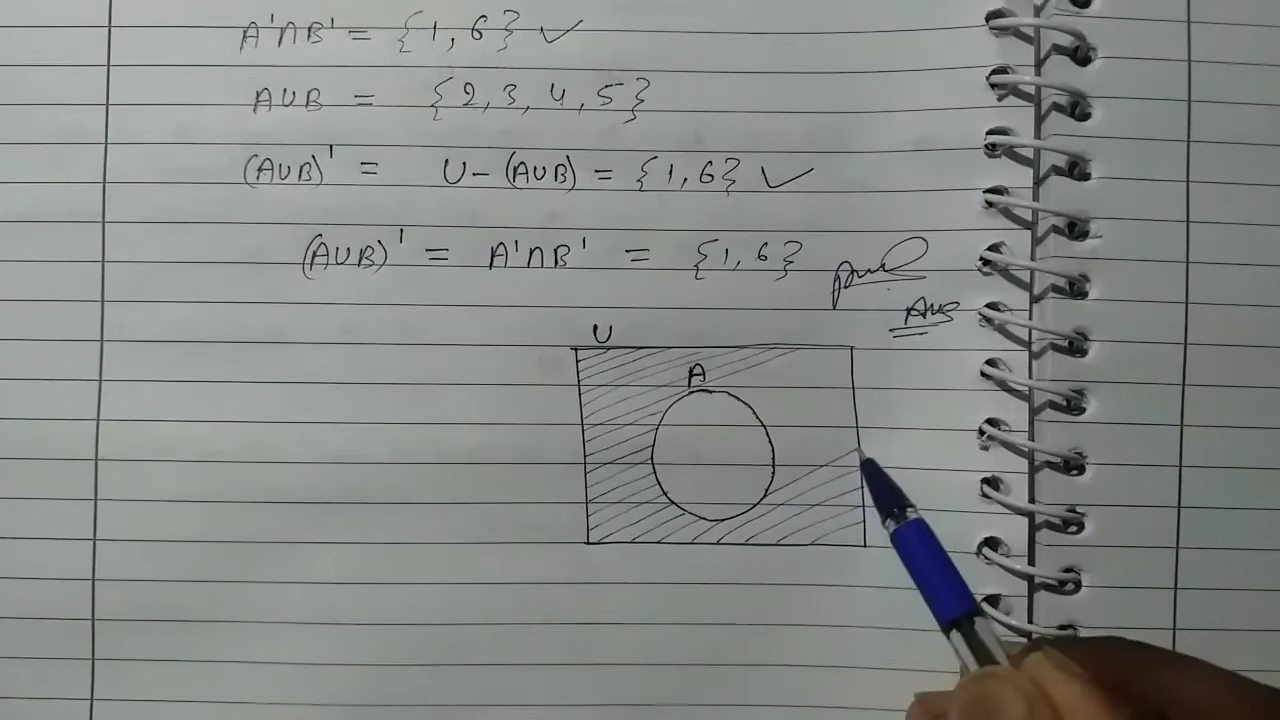 A'∩B' = {1, 6} ✓
A∪B = {2, 3, 4, 5}
(A∪B)' = U - (A∪B) = {1, 6} ✓
(A∪B)' = A'∩B' = {1, 6}
Ans
U
A